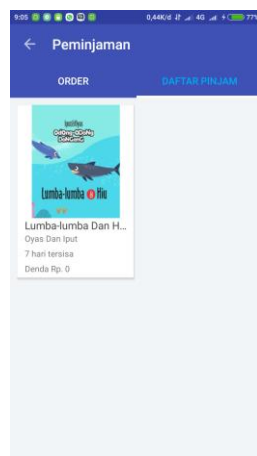 9:05
0,44K/d
4G
77%
Peminjaman
ORDER
DAFTAR PINJAM
Lumba-lumba
Hiu
Lumba-lumba Dan H...
Oyas Dan Iput
7 hari tersisa
Denda Rp. 0